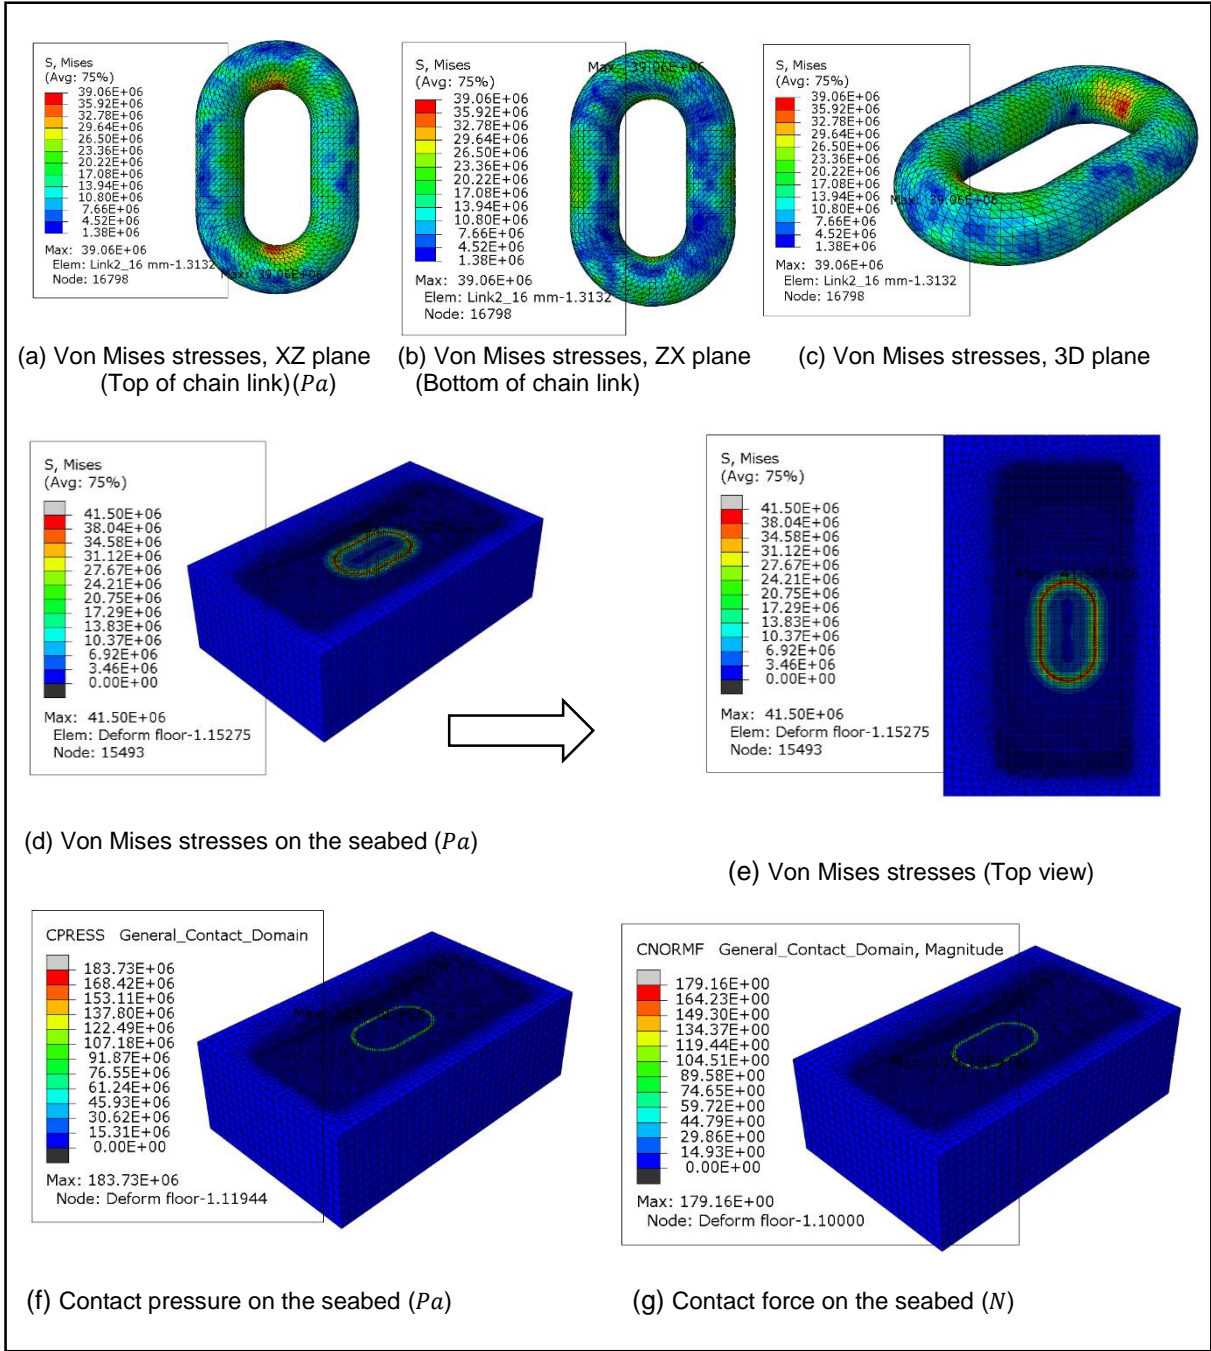 S, Mises
(Avg: 75%)
39.06E+06
35.92E+06
32.78E+06
29.64E+06
26.50E+06
23.36E+06
20.22E+06
17.08E+06
13.94E+06
10.80E+06
7.66E+06
4.52E+06
1.38E+06
Max: 39.06E+06
Elem: Link2_16 mm-1.3132
Node: 16798
Max: 39.06E+06
S, Mises
(Avg: 75%)
39.06E+06
35.92E+06
32.78E+06
29.64E+06
26.50E+06
23.36E+06
20.22E+06
17.08E+06
13.94E+06
10.80E+06
7.66E+06
4.52E+06
1.38E+06
Max: 39.06E+06
Elem: Link2_16 mm-1.3132
Node: 16798
Max: 39.06E+06
S, Mises
(Avg: 75%)
39.06E+06
35.92E+06
32.78E+06
29.64E+06
26.50E+06
23.36E+06
20.22E+06
17.08E+06
13.94E+06
10.80E+06
7.66E+06
4.52E+06
1.38E+06
Max: 39.06E+06
Elem: Link2_16 mm-1.3132
Node: 16798
Max: 39.06E+06
(a) Von Mises stresses, XZ plane
(Top of chain link)(Pa)
(b) Von Mises stresses, ZX plane
(Bottom of chain link)
(c) Von Mises stresses, 3D plane
S, Mises
(Avg: 75%)
41.50E+06
38.04E+06
34.58E+06
31.12E+06
27.67E+06
24.21E+06
20.75E+06
17.29E+06
13.83E+06
10.37E+06
6.92E+06
3.46E+06
0.00E+00
Max: 41.50E+06
Elem: Deform floor-1.15275
Node: 15493
S, Mises
(Avg: 75%)
41.50E+06
38.04E+06
34.58E+06
31.12E+06
27.67E+06
24.21E+06
20.75E+06
17.29E+06
13.83E+06
10.37E+06
6.92E+06
3.46E+06
0.00E+00
Max: 41.50E+06
Elem: Deform floor-1.15275
Node: 15493
(d) Von Mises stresses on the seabed (Pa)
(e) Von Mises stresses (Top view)
CPRESS General_Contact_Domain
183.73E+06
168.42E+06
153.11E+06
137.80E+06
122.49E+06
107.18E+06
91.87E+06
76.55E+06
61.24E+06
45.93E+06
30.62E+06
15.31E+06
0.00E+00
Max: 183.73E+06
Node: Deform floor-1.11944
CNORMF General_Contact_Domain, Magnitude
179.16E+00
164.23E+00
149.30E+00
134.37E+00
119.44E+00
104.51E+00
89.58E+00
74.65E+00
59.72E+00
44.79E+00
29.86E+00
14.93E+00
0.00E+00
Max: 179.16E+00
Node: Deform floor-1.10000
(f) Contact pressure on the seabed (Pa)
(g) Contact force on the seabed (N)